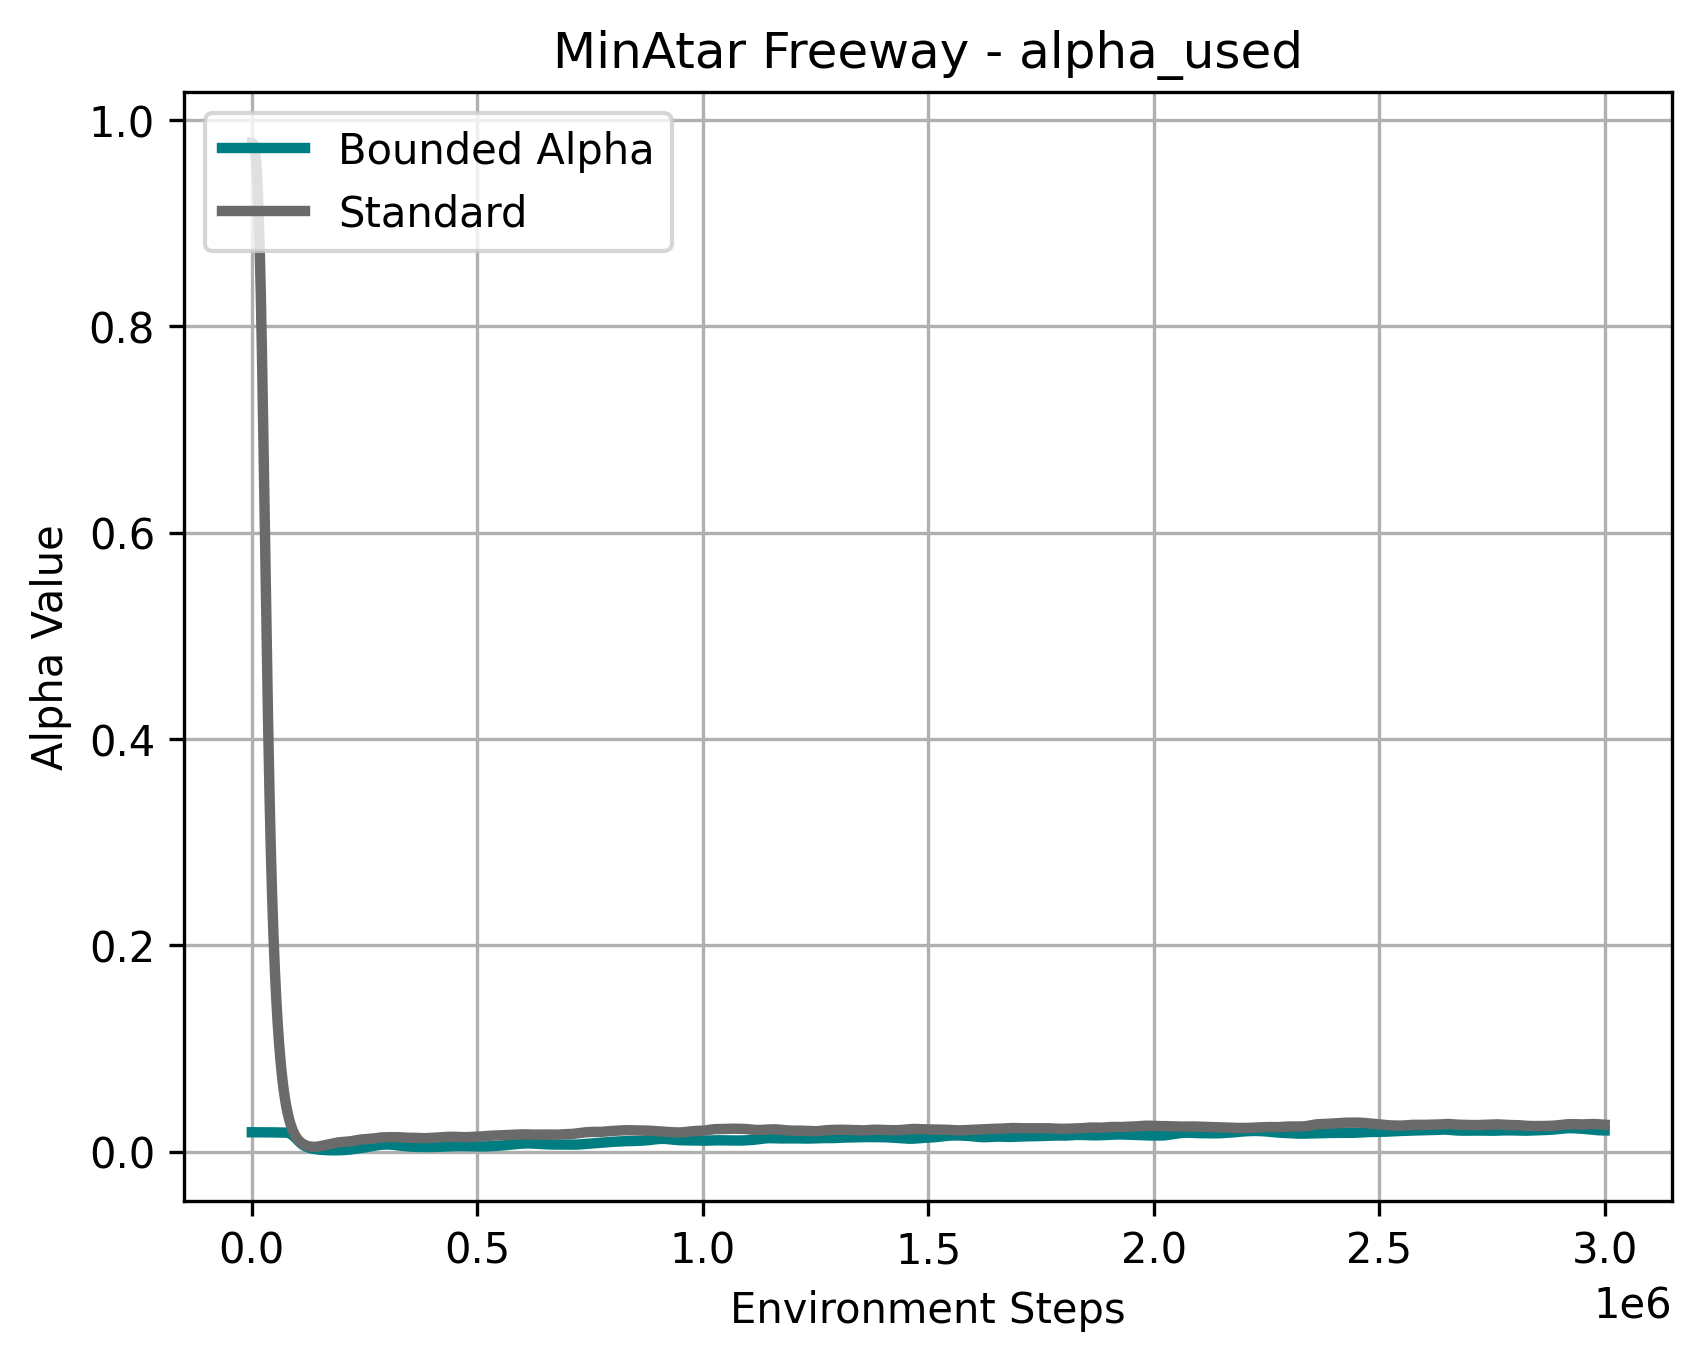 MinAtar Freeway - alpha_used
Bounded Alpha
Standard
1.0
0.8
0.6
0.4
0.2
0.0
Alpha Value
0.0 0.5 1.0 1.5 2.0 2.5 3.0
1e6
Environment Steps